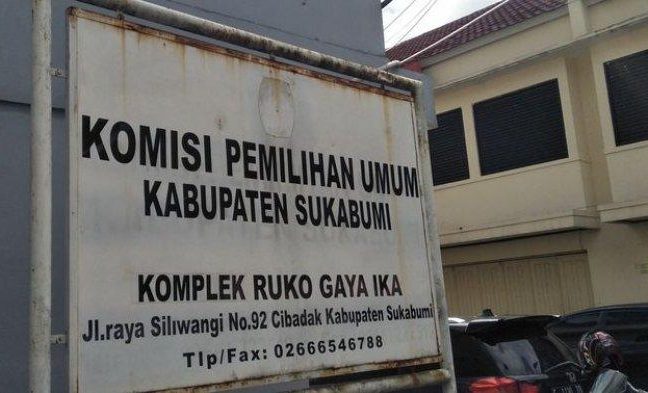 KOMISI PEMILIHAN UMUM
KABUPATEN SUKABUMI
KOMPLEK RUKO GAYA IKA
Jl.raya Siliwangi No.92 Cibadak Kabupaten Sukabumi
Tlp/Fax: 02666546788